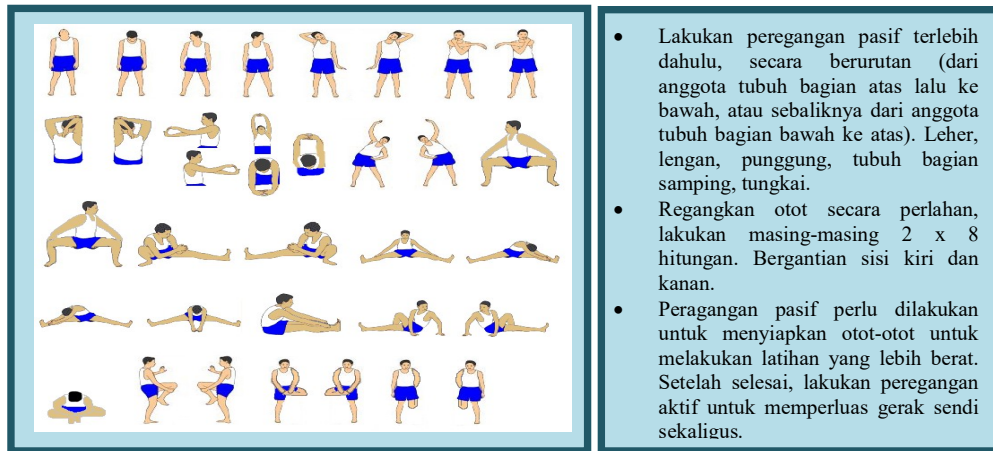 • Lakukan peregangan pasif terlebih
dahulu, secara berurutan (dari
anggota tubuh bagian atas lalu ke
bawah, atau sebaliknya dari anggota
tubuh bagian bawah ke atas). Leher,
lengan, punggung, tubuh bagian
samping, tungkai.
• Regangkan otot secara perlahan,
lakukan masing-masing 2 x 8
hitungan. Bergantian sisi kiri dan
kanan.
• Peragangan pasif perlu dilakukan
untuk menyiapkan otot-otot untuk
melakukan latihan yang lebih berat.
Setelah selesai, lakukan peregangan
aktif untuk memperluas gerak sendi
sekaligus.